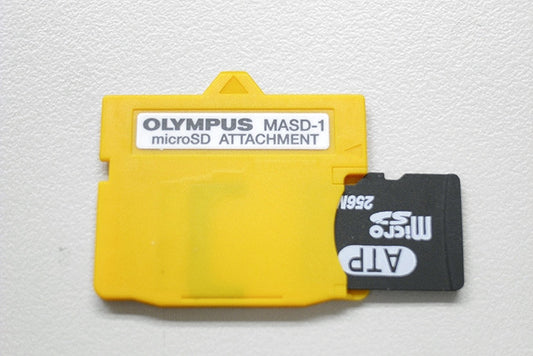 OLYMPUS MASD-1
microSD ATTACHMENT
ATP
micro
SD
256M